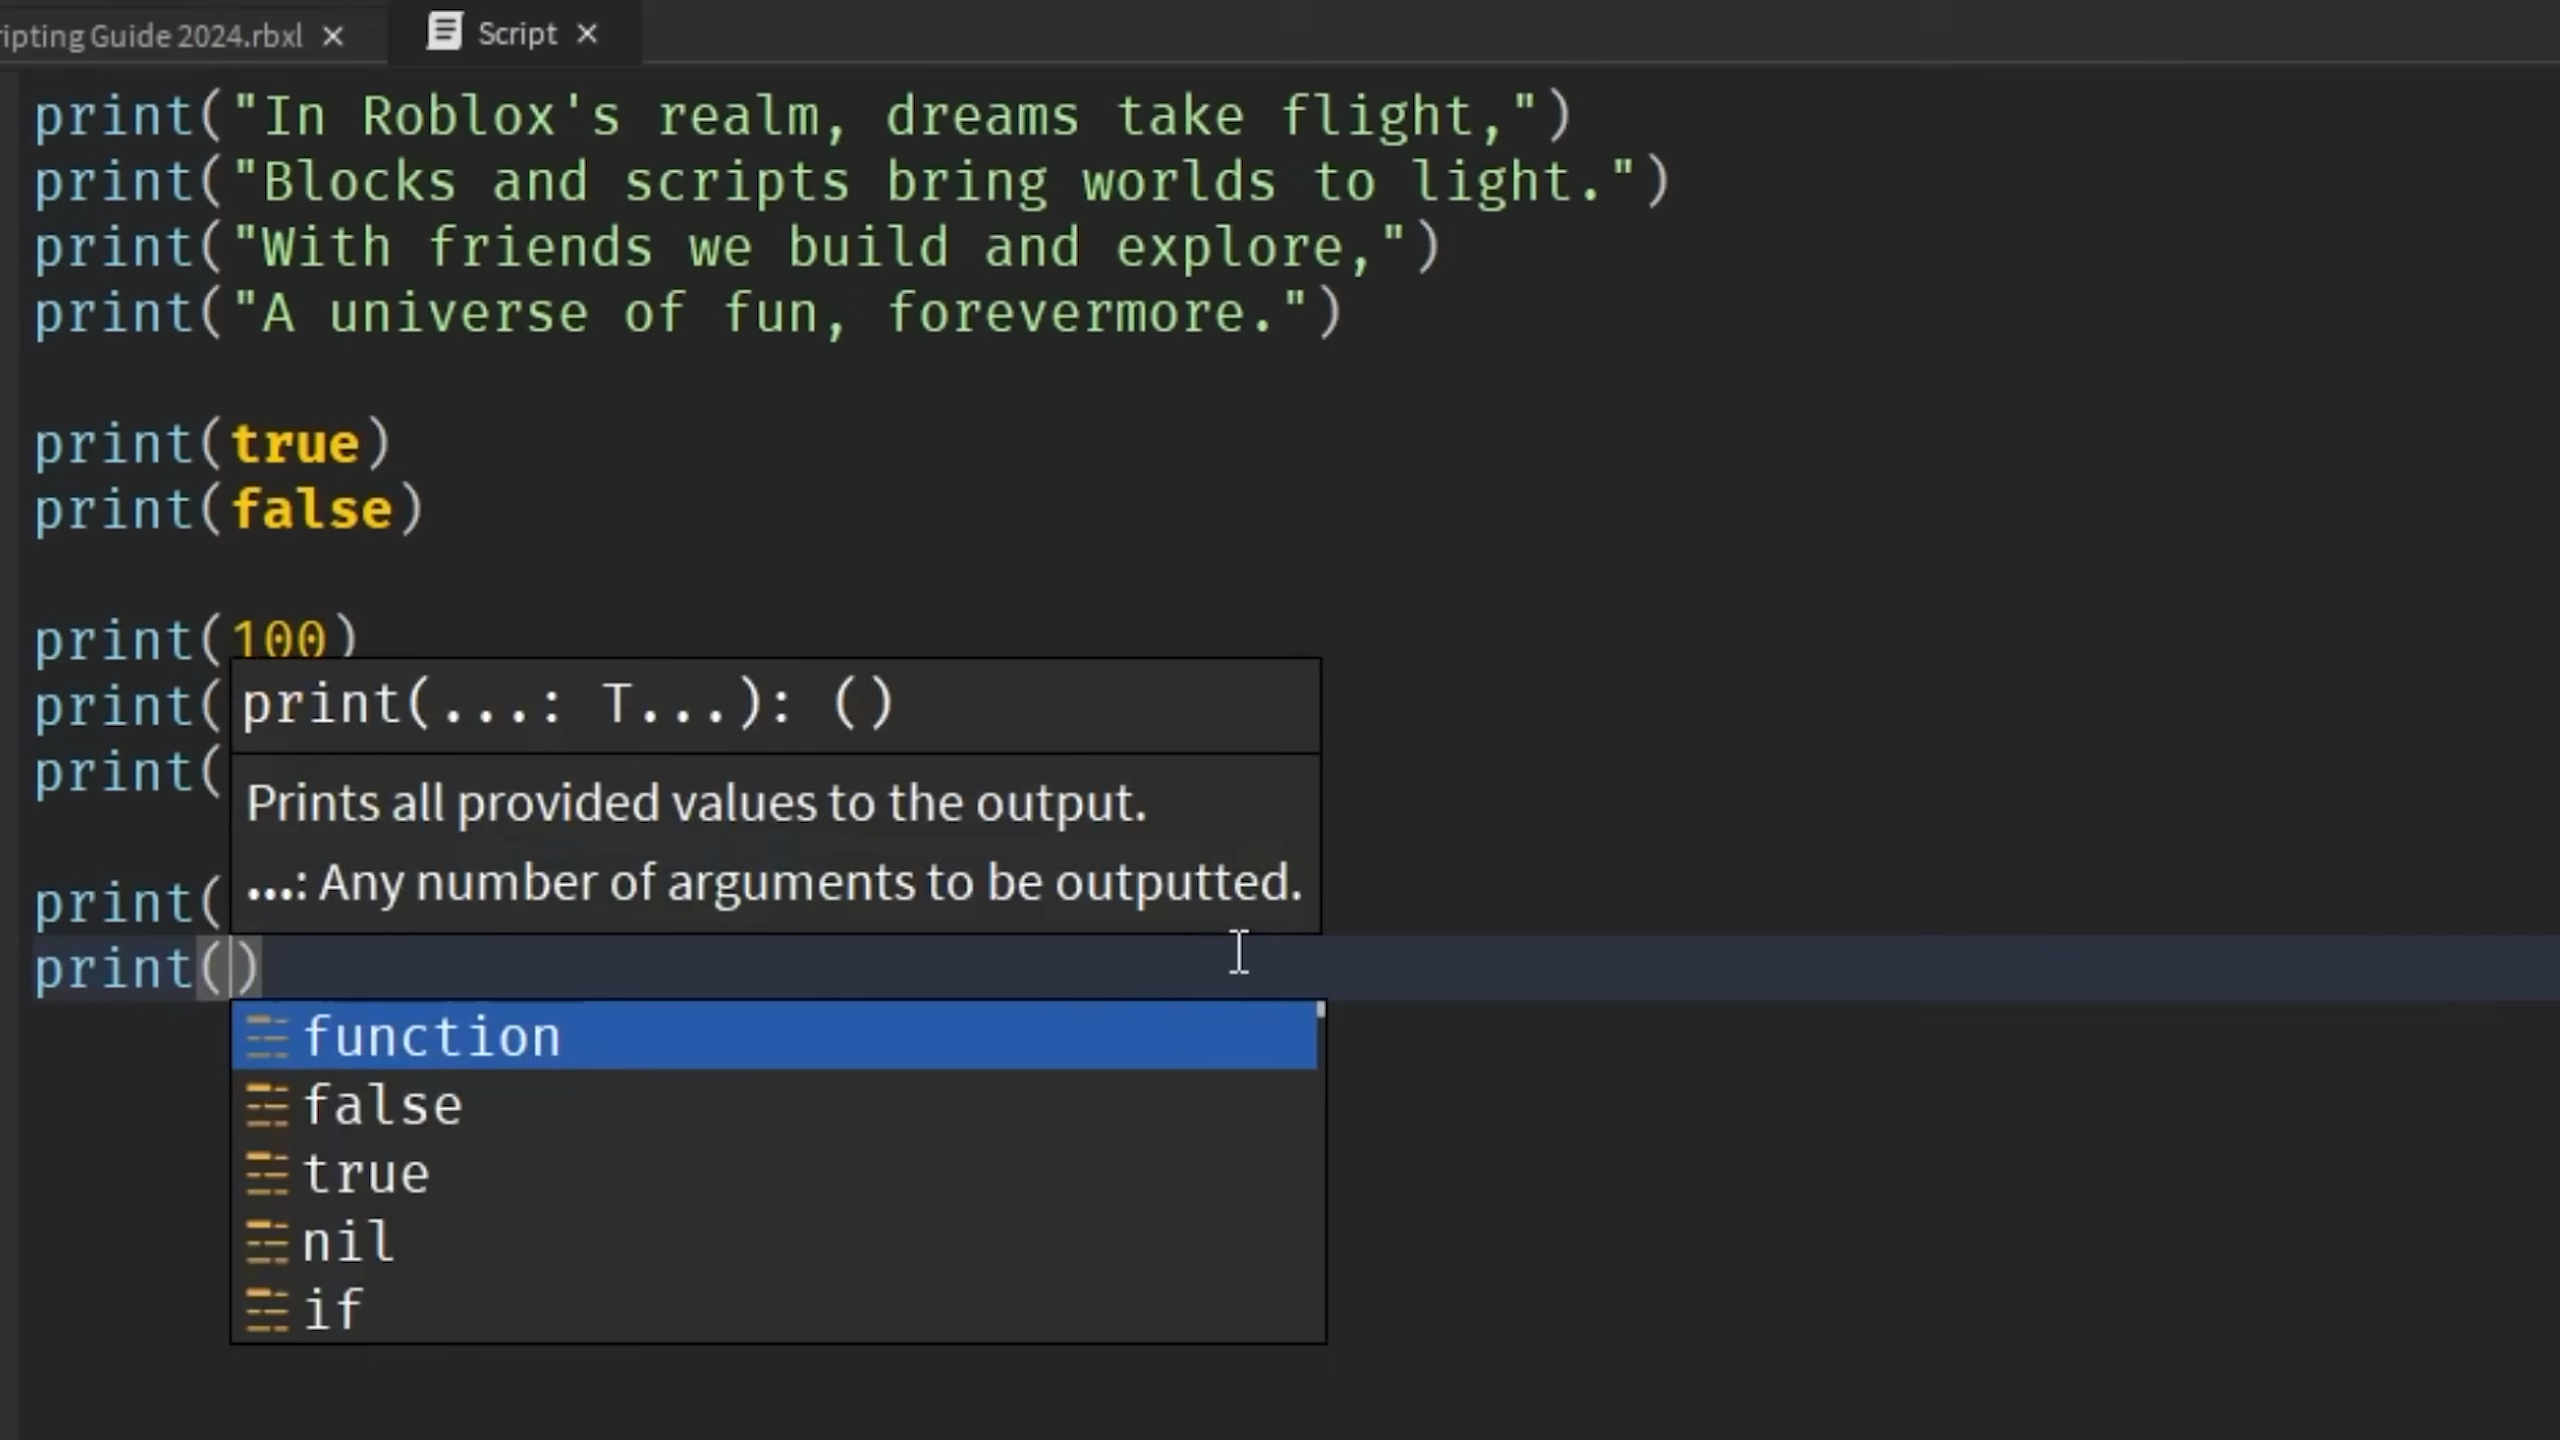 ripting Guide 2024.rbxl
Script
print("In Roblox's realm, dreams take flight,")
print("Blocks and scripts bring worlds to light.")
print("With friends we build and explore,")
print("A universe of fun, forevermore.")
print(true)
print(false)
print(100)
print(
print(
print(...: T...): ()
Prints all provided values to the output.
...: Any number of arguments to be outputted.
print(
print()
function
false
true
nil
if